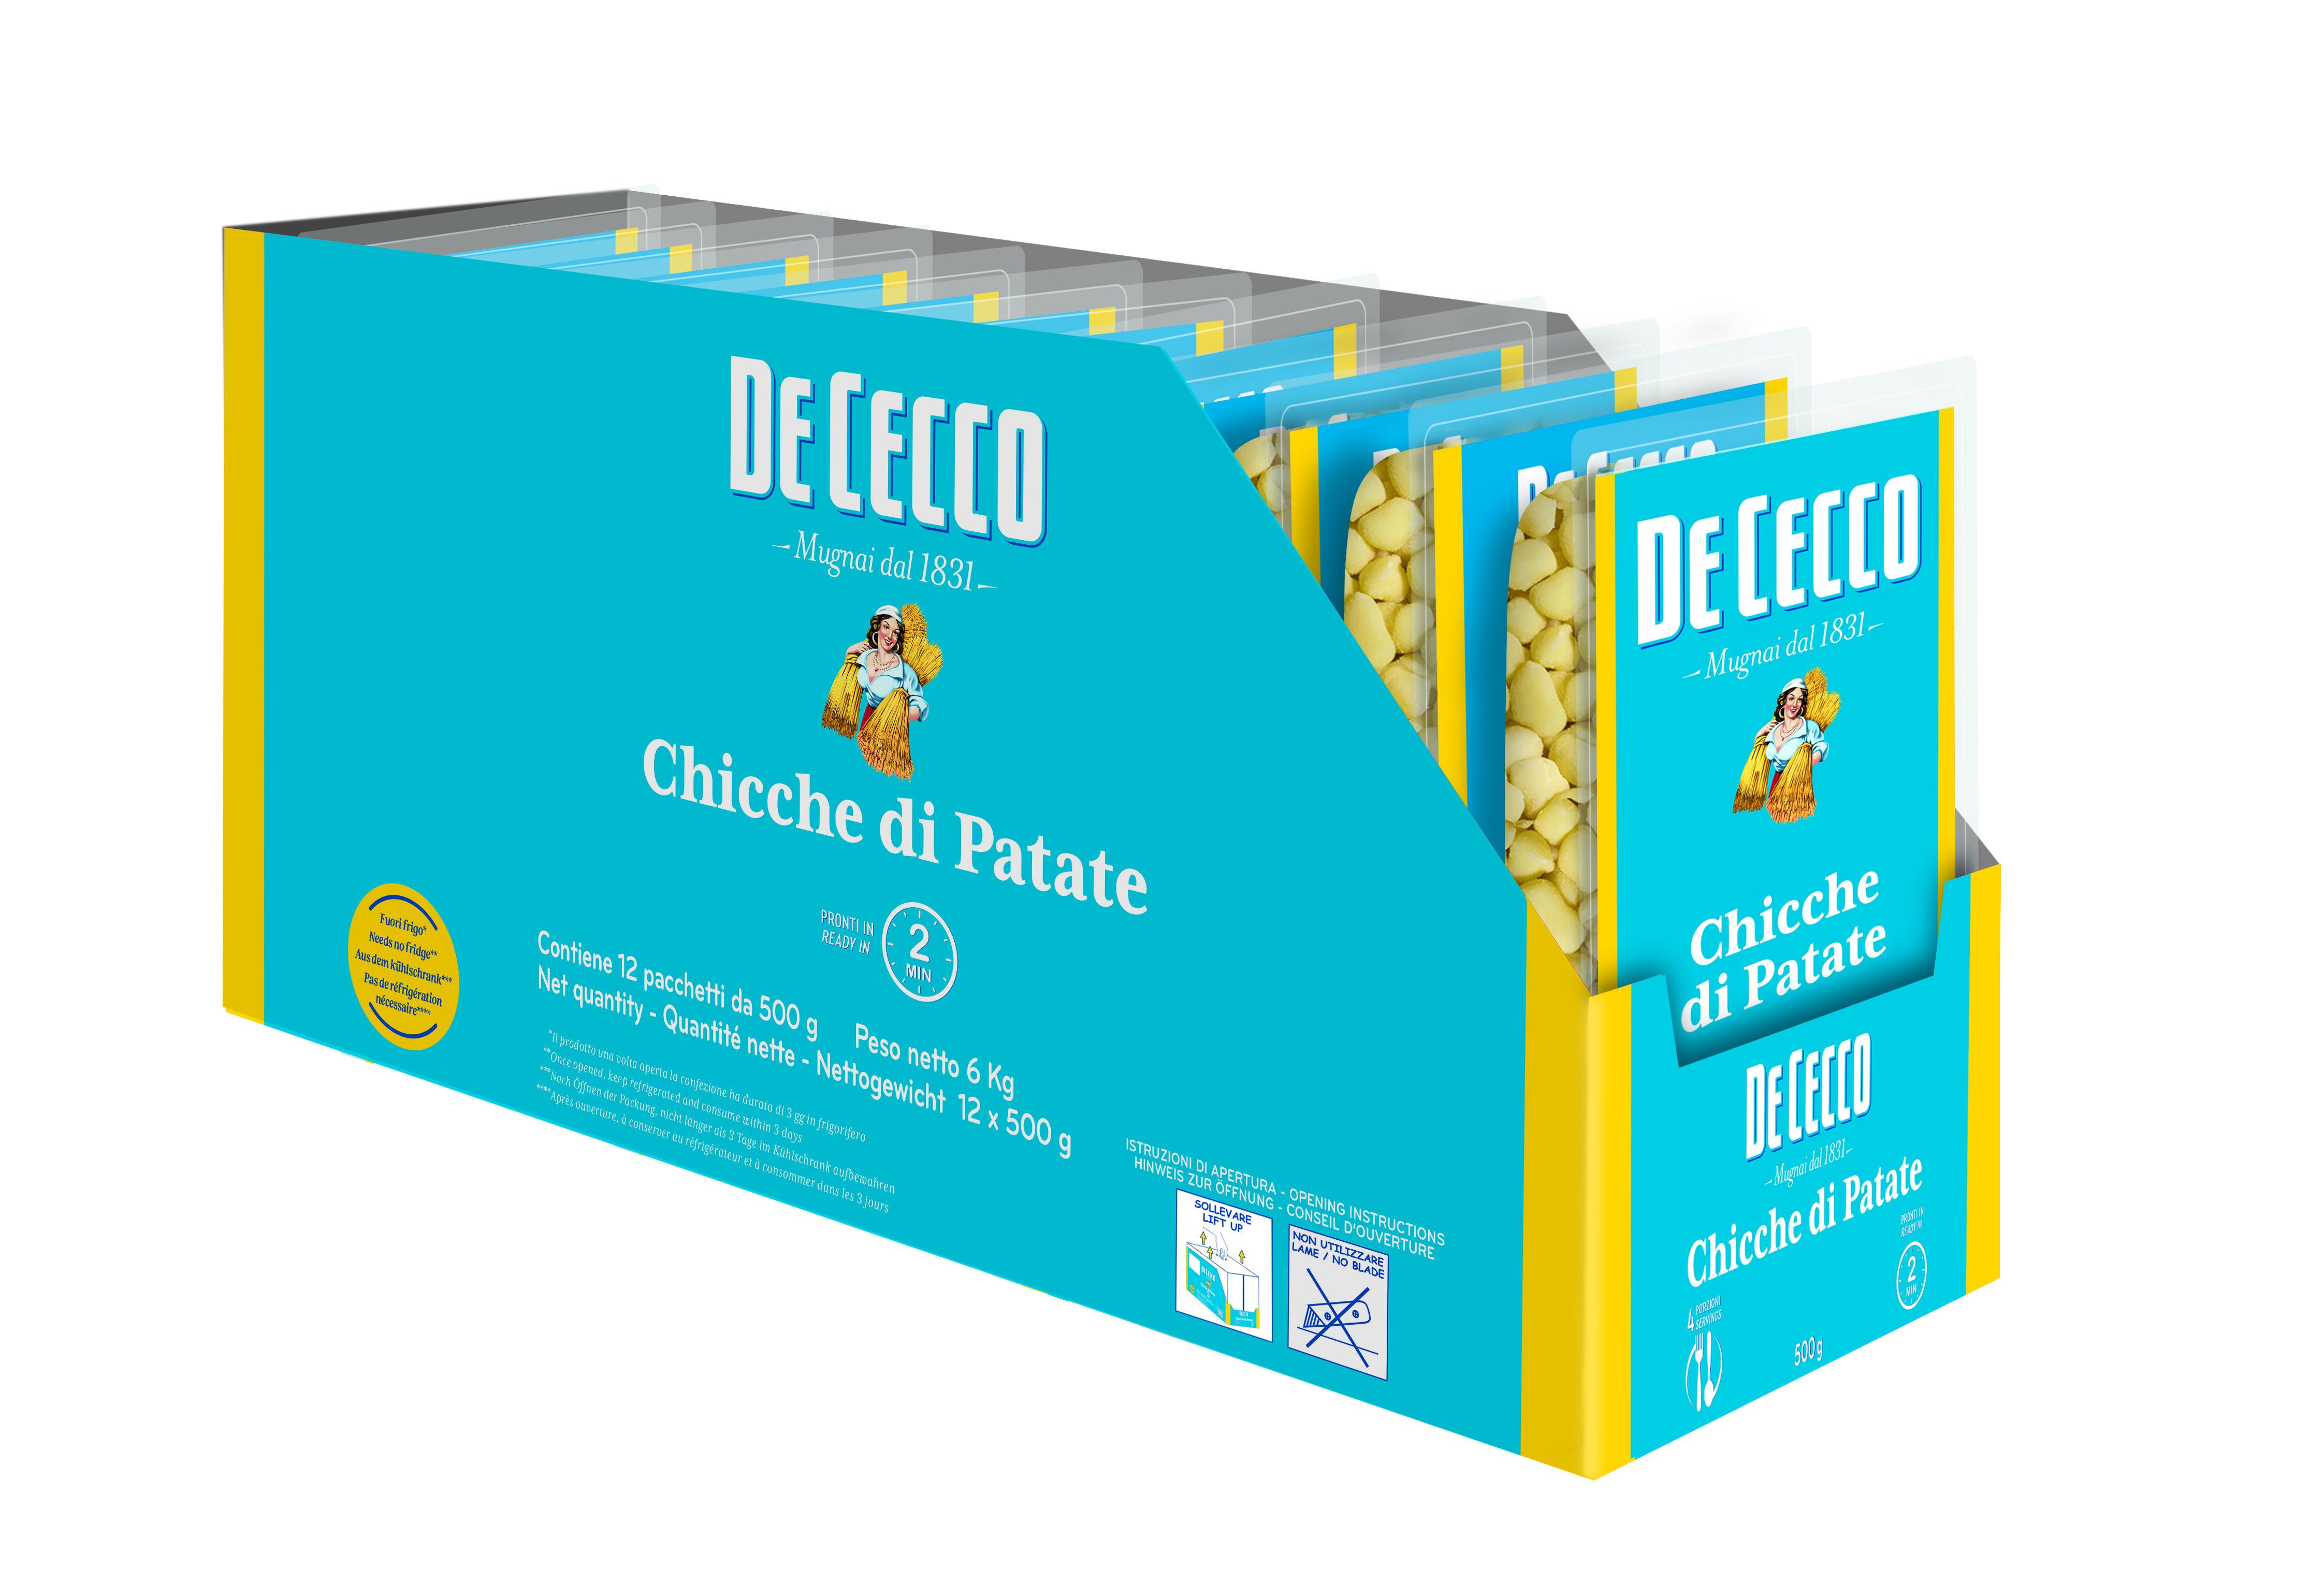 DE CECCO
Mugnai dal 1831
Chicche di Patate
PRONTI IN
READY IN
2
MIN
Fuori frigo*
Needs no fridge**
Aus dem kühlschrank***
Pas de réfrigération
nécessaire****
Contiene 12 pacchetti da 500 g Peso netto 6 Kg
Net quantity - Quantité nette - Nettogewicht 12 x 500 g
*Il prodotto una volta aperta la confezione ha durata di 3 gg in frigorifero
**Once opened, keep refrigerated and consume within 3 days
***Nach Öffnen der Packung, nicht länger als 3 Tage im Kühlschrank aufbewahren
****Après ouverture, à conserver au réfrigérateur et à consommer dans les 3 jours
ISTRUZIONI DI APERTURA - OPENING INSTRUCTIONS
HINWEIS ZUR ÖFFNUNG - CONSEIL D'OUVERTURE
SOLLEVARE
LIFT UP
NON UTILIZZARE
LAME / NO BLADE
DE CECCO
Mugnai dal 1831
Chicche
di Patate
DE CECCO
Mugnai dal 1831
Chicche di Patate
PRONTI IN
READY IN
2
MIN
4 PORZIONI
SERVINGS
500 g